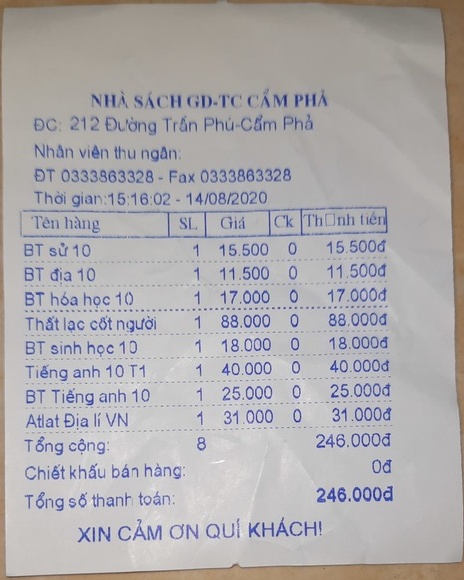 NHÀ SÁCH GD-TC CẨM PHẢ
ĐC: 212 Đường Trần Phú-Cẩm Phả
Nhân viên thu ngân:
ĐT 0333863328 - Fax 0333863328
Thời gian:15:16:02 - 14/08/2020
Tên hàng SL Giá Ck Th□nh tiền
BT sử 10 1 15.500 0 15.500đ
BT địa 10 1 11.500 0 11.500đ
BT hóa học 10 1 17.000 0 17.000đ
Thất lạc cõi người 1 88.000 0 88.000đ
BT sinh học 10 1 18.000 0 18.000đ
Tiếng anh 10 T1 1 40.000 0 40.000đ
BT Tiếng anh 10 1 25.000 0 25.000đ
Atlat Địa lí VN 1 31.000 0 31.000đ
Tổng cộng: 8 246.000đ
Chiết khấu bán hàng: 0đ
Tổng số thanh toán: 246.000đ
XIN CẢM ƠN QUÍ KHÁCH!